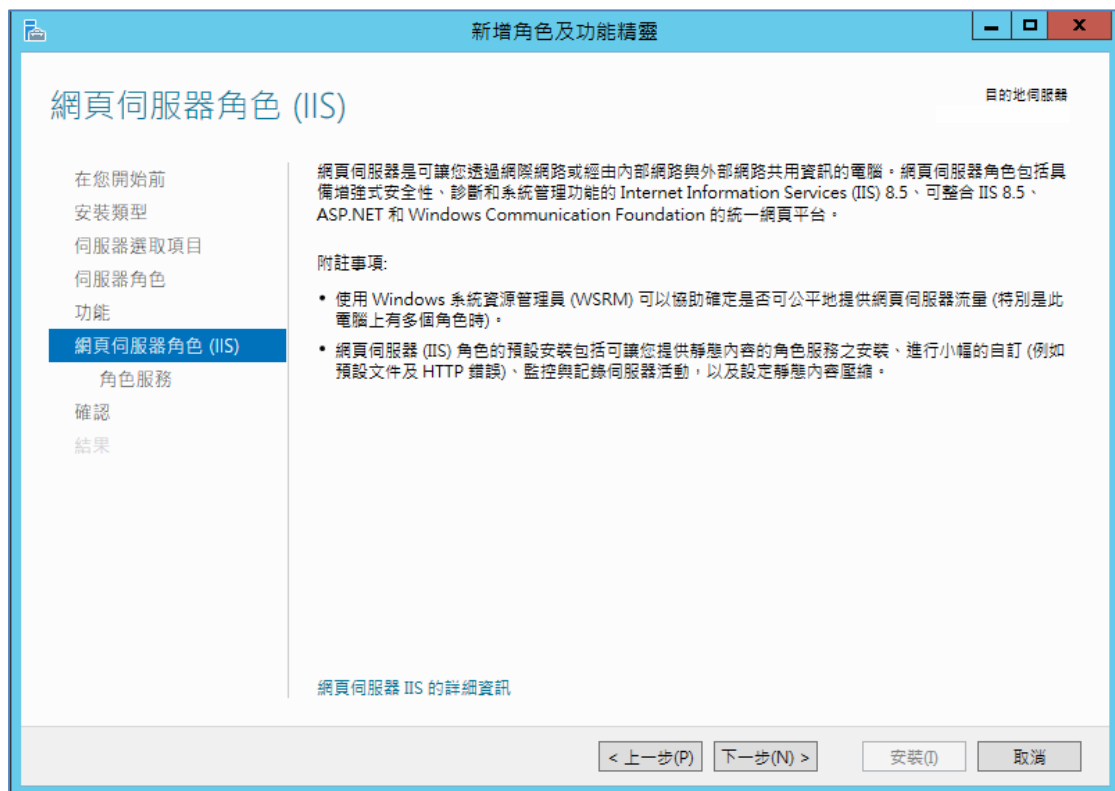 新增角色及功能精靈
網頁伺服器角色 (IIS)
目的地伺服器
在您開始前
安裝類型
伺服器選取項目
伺服器角色
功能
網頁伺服器角色 (IIS)
角色服務
確認
結果
網頁伺服器是可讓您透過網際網路或經由內部網路與外部網路共用資訊的電腦。網頁伺服器角色包括具
備增強式安全性、診斷和系統管理功能的 Internet Information Services (IIS) 8.5、可整合 IIS 8.5、
ASP.NET 和 Windows Communication Foundation 的統一網頁平台。
附註事項:
• 使用 Windows 系統資源管理員 (WSRM) 可以協助確定是否可公平地提供網頁伺服器流量 (特別是此
電腦上有多個角色時)。
• 網頁伺服器 (IIS) 角色的預設安裝包括可讓您提供靜態內容的角色服務之安裝、進行小幅的自訂 (例如
預設文件及 HTTP 錯誤)、監控與記錄伺服器活動，以及設定靜態內容壓縮。
網頁伺服器 IIS 的詳細資訊
< 上一步(P)
下一步(N) >
安裝(I)
取消